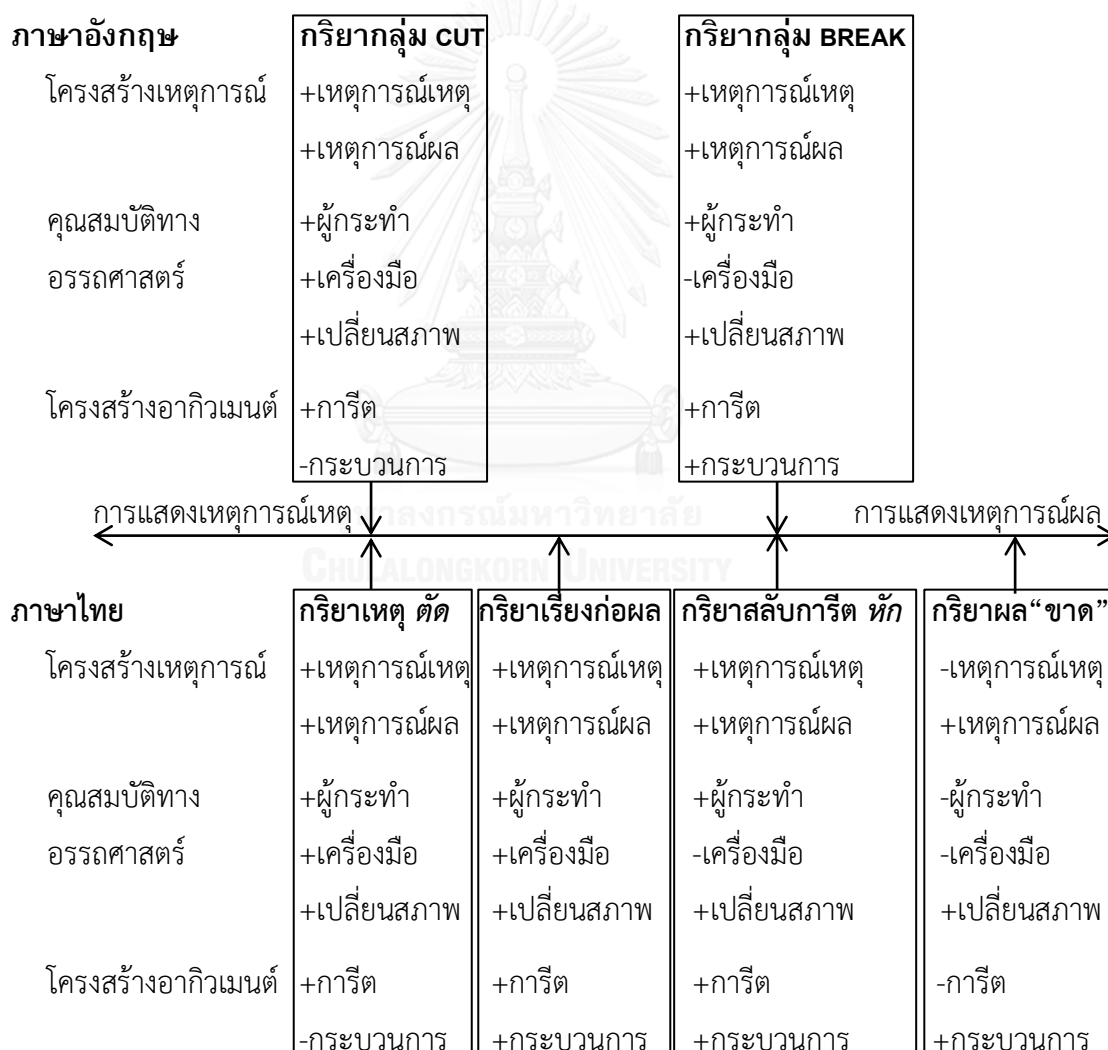 ภาษาอังกฤษ กริยากลุ่ม CUT กริยากลุ่ม BREAK
โครงสร้างเหตุการณ์ +เหตุการณ์เหตุ +เหตุการณ์เหตุ
+เหตุการณ์ผล +เหตุการณ์ผล
คุณสมบัติทาง +ผู้กระทำ +ผู้กระทำ
อรรถศาสตร์ +เครื่องมือ -เครื่องมือ
+เปลี่ยนสภาพ +เปลี่ยนสภาพ
โครงสร้างอากิวเมนต์ +การีต +การีต
-กระบวนการ +กระบวนการ
การแสดงเหตุการณ์เหตุ การแสดงเหตุการณ์ผล
จุฬาลงกรณ์มหาวิทยาลัย
CHULALONGKORN UNIVERSITY
ภาษาไทย กริยาเหตุ ตัด กริยาเรียงก่อผล กริยาสลับการีต หัก กริยาผล“ขาด”
โครงสร้างเหตุการณ์ +เหตุการณ์เหตุ +เหตุการณ์เหตุ +เหตุการณ์เหตุ -เหตุการณ์เหตุ
+เหตุการณ์ผล +เหตุการณ์ผล +เหตุการณ์ผล +เหตุการณ์ผล
คุณสมบัติทาง +ผู้กระทำ +ผู้กระทำ +ผู้กระทำ -ผู้กระทำ
อรรถศาสตร์ +เครื่องมือ +เครื่องมือ -เครื่องมือ -เครื่องมือ
+เปลี่ยนสภาพ +เปลี่ยนสภาพ +เปลี่ยนสภาพ +เปลี่ยนสภาพ
โครงสร้างอากิวเมนต์ +การีต +การีต +การีต -การีต
-กระบวนการ +กระบวนการ +กระบวนการ +กระบวนการ